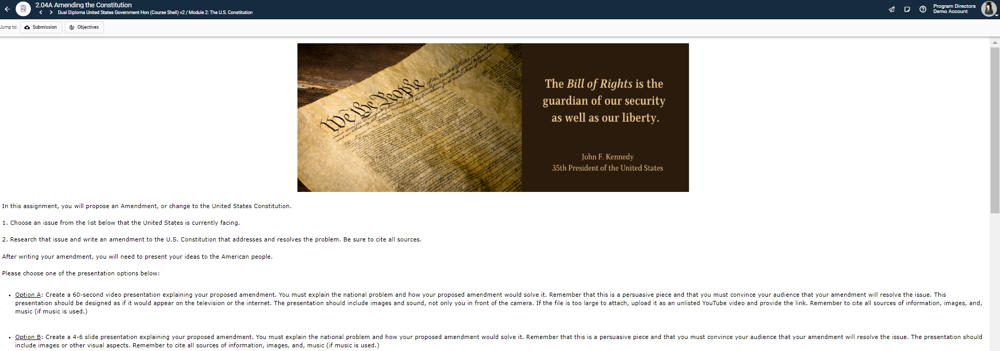 2.04A Amending the Constitution
Dual Diploma United States Government Hon (Course Shell) v2 / Module 2: The U.S. Constitution
Program Directors
Demo Account
Jump to:
Submission
Objectives
We the People
of the United States, in order to form
The Bill of Rights is the
guardian of our security
as well as our liberty.
John F. Kennedy
35th President of the United States
In this assignment, you will propose an Amendment, or change to the United States Constitution.
1. Choose an issue from the list below that the United States is currently facing.
2. Research that issue and write an amendment to the U.S. Constitution that addresses and resolves the problem. Be sure to cite all sources.
After writing your amendment, you will need to present your ideas to the American people.
Please choose one of the presentation options below:
• Option A: Create a 60-second video presentation explaining your proposed amendment. You must explain the national problem and how your proposed amendment would solve it. Remember that this is a persuasive piece and that you must convince your audience that your amendment will resolve the issue. This
presentation should be designed as if it would appear on the television or the internet. The presentation should include images and sound, not only you in front of the camera. If the file is too large to attach, upload it as an unlisted YouTube video and provide the link. Remember to cite all sources of information, images, and,
music (if music is used.)
• Option B: Create a 4-6 slide presentation explaining your proposed amendment. You must explain the national problem and how your proposed amendment would solve it. Remember that this is a persuasive piece and that you must convince your audience that your amendment will resolve the issue. The presentation should
include images or other visual aspects. Remember to cite all sources of information, images, and, music (if music is used.)